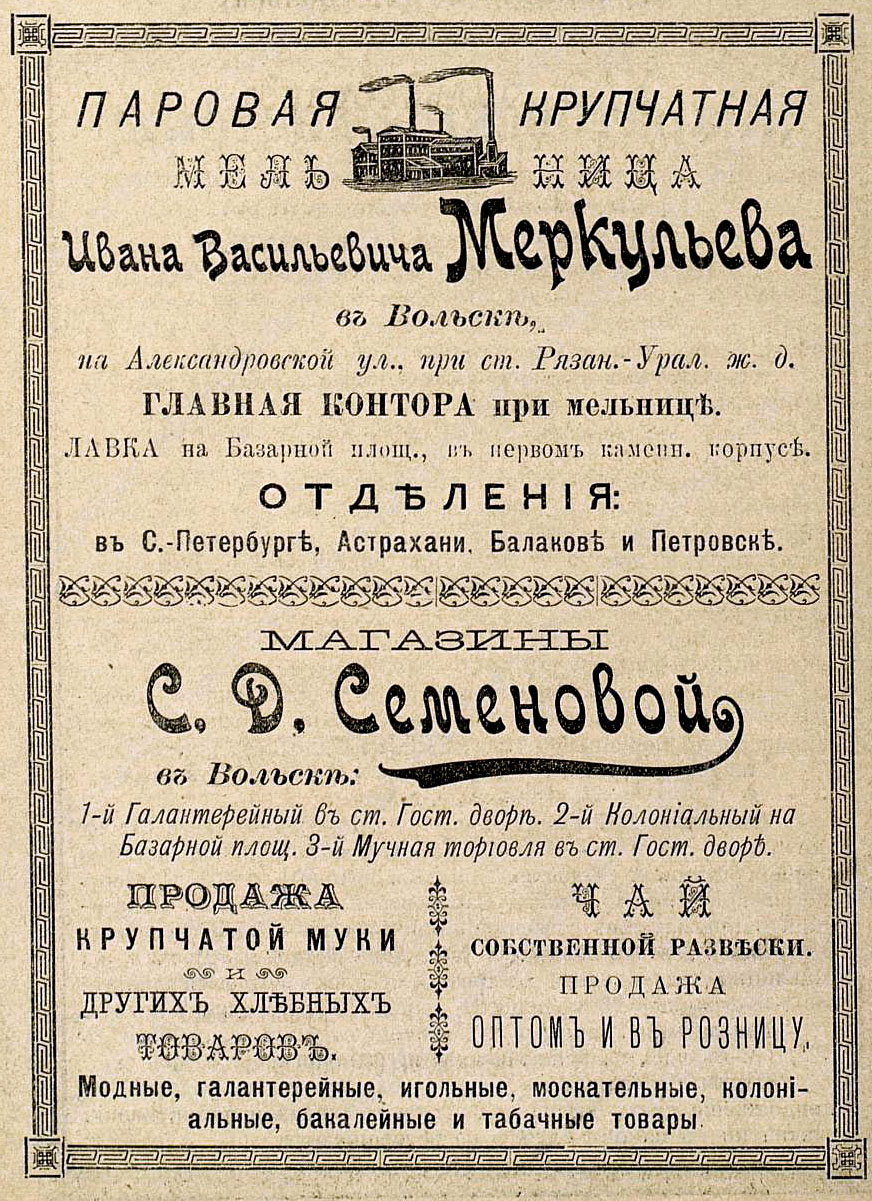 ПАРОВАЯ КРУПЧАТНАЯ
МЕЛЬНИЦА
Ивана Васильевича Меркульева
въ Вольскѣ,
на Александровской ул., при ст. Рязан.-Урал. ж. д.
ГЛАВНАЯ КОНТОРА при мельницѣ.
ЛАВКА на Базарной площ., въ первомъ каменн. корпусѣ.
ОТДѢЛЕНІЯ:
въ С.-Петербургѣ, Астрахани, Балаковѣ и Петровскѣ.
МАГАЗИНЫ
С. Д. Семеновой
въ Вольскѣ:
1-й Галантерейный въ ст. Гост. дворѣ. 2-й Колоніальный на
Базарной площ. 3-й Мучная торговля въ ст. Гост. дворѣ.
ПРОДАЖА
КРУПЧАТОЙ МУКИ
И
ДРУГИХЪ ХЛѢБНЫХЪ
ТОВАРОВЪ.
ЧАЙ
СОБСТВЕННОЙ РАЗВѢСКИ.
ПРОДАЖА
ОПТОМЪ И ВЪ РОЗНИЦУ,
Модные, галантерейные, игольные, москательные, колоні-
альные, бакалейные и табачные товары.